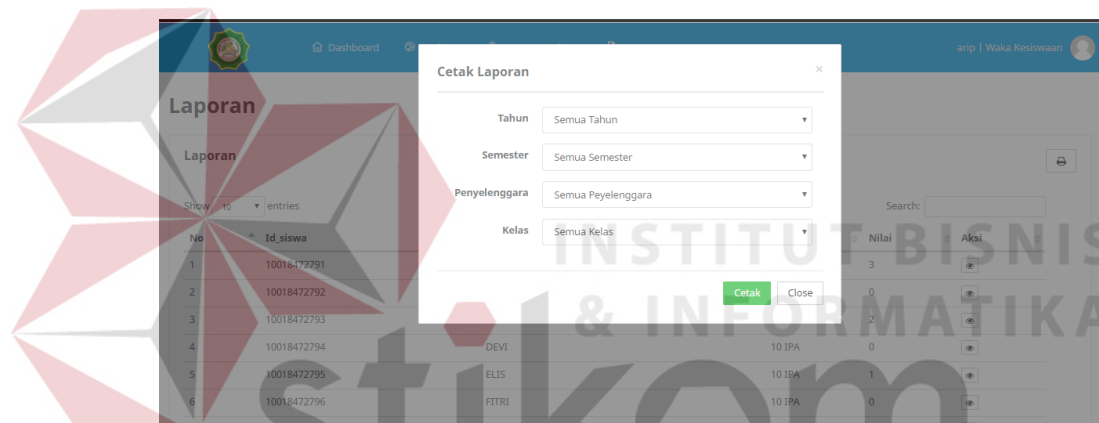 Dashboard
arip | Waka Kesiswaan
Cetak Laporan ×
Laporan
Tahun Semua Tahun
Laporan
Semester Semua Semester
Penyelenggara Semua Peyelenggara
Show 10 entries
Search:
Kelas Semua Kelas
No Id_siswa Nilai Aksi
1 10018472791 3
2 10018472792 0
Cetak Close
3 10018472793 2
4 10018472794 DEVI 10 IPA 0
5 10018472795 ELIS 10 IPA 1
6 10018472796 FITRI 10 IPA 0
INSTITUT BISNIS
& INFORMATIKA
stikom